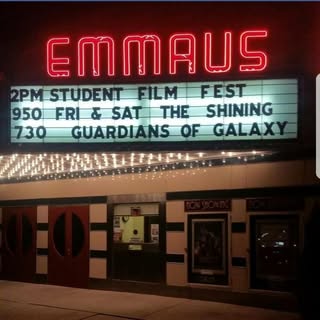 EMMAUS
2PM STUDENT FILM FEST
950 FRI & SAT THE SHINING
730 GUARDIANS OF GALAXY
NOW SHOWING